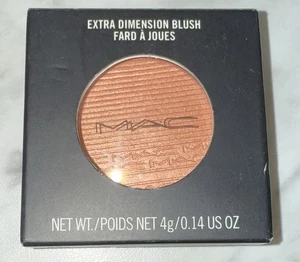 EXTRA DIMENSION BLUSH
FARD À JOUES
MAC
NET WT./POIDS NET 4g/0.14 US OZ